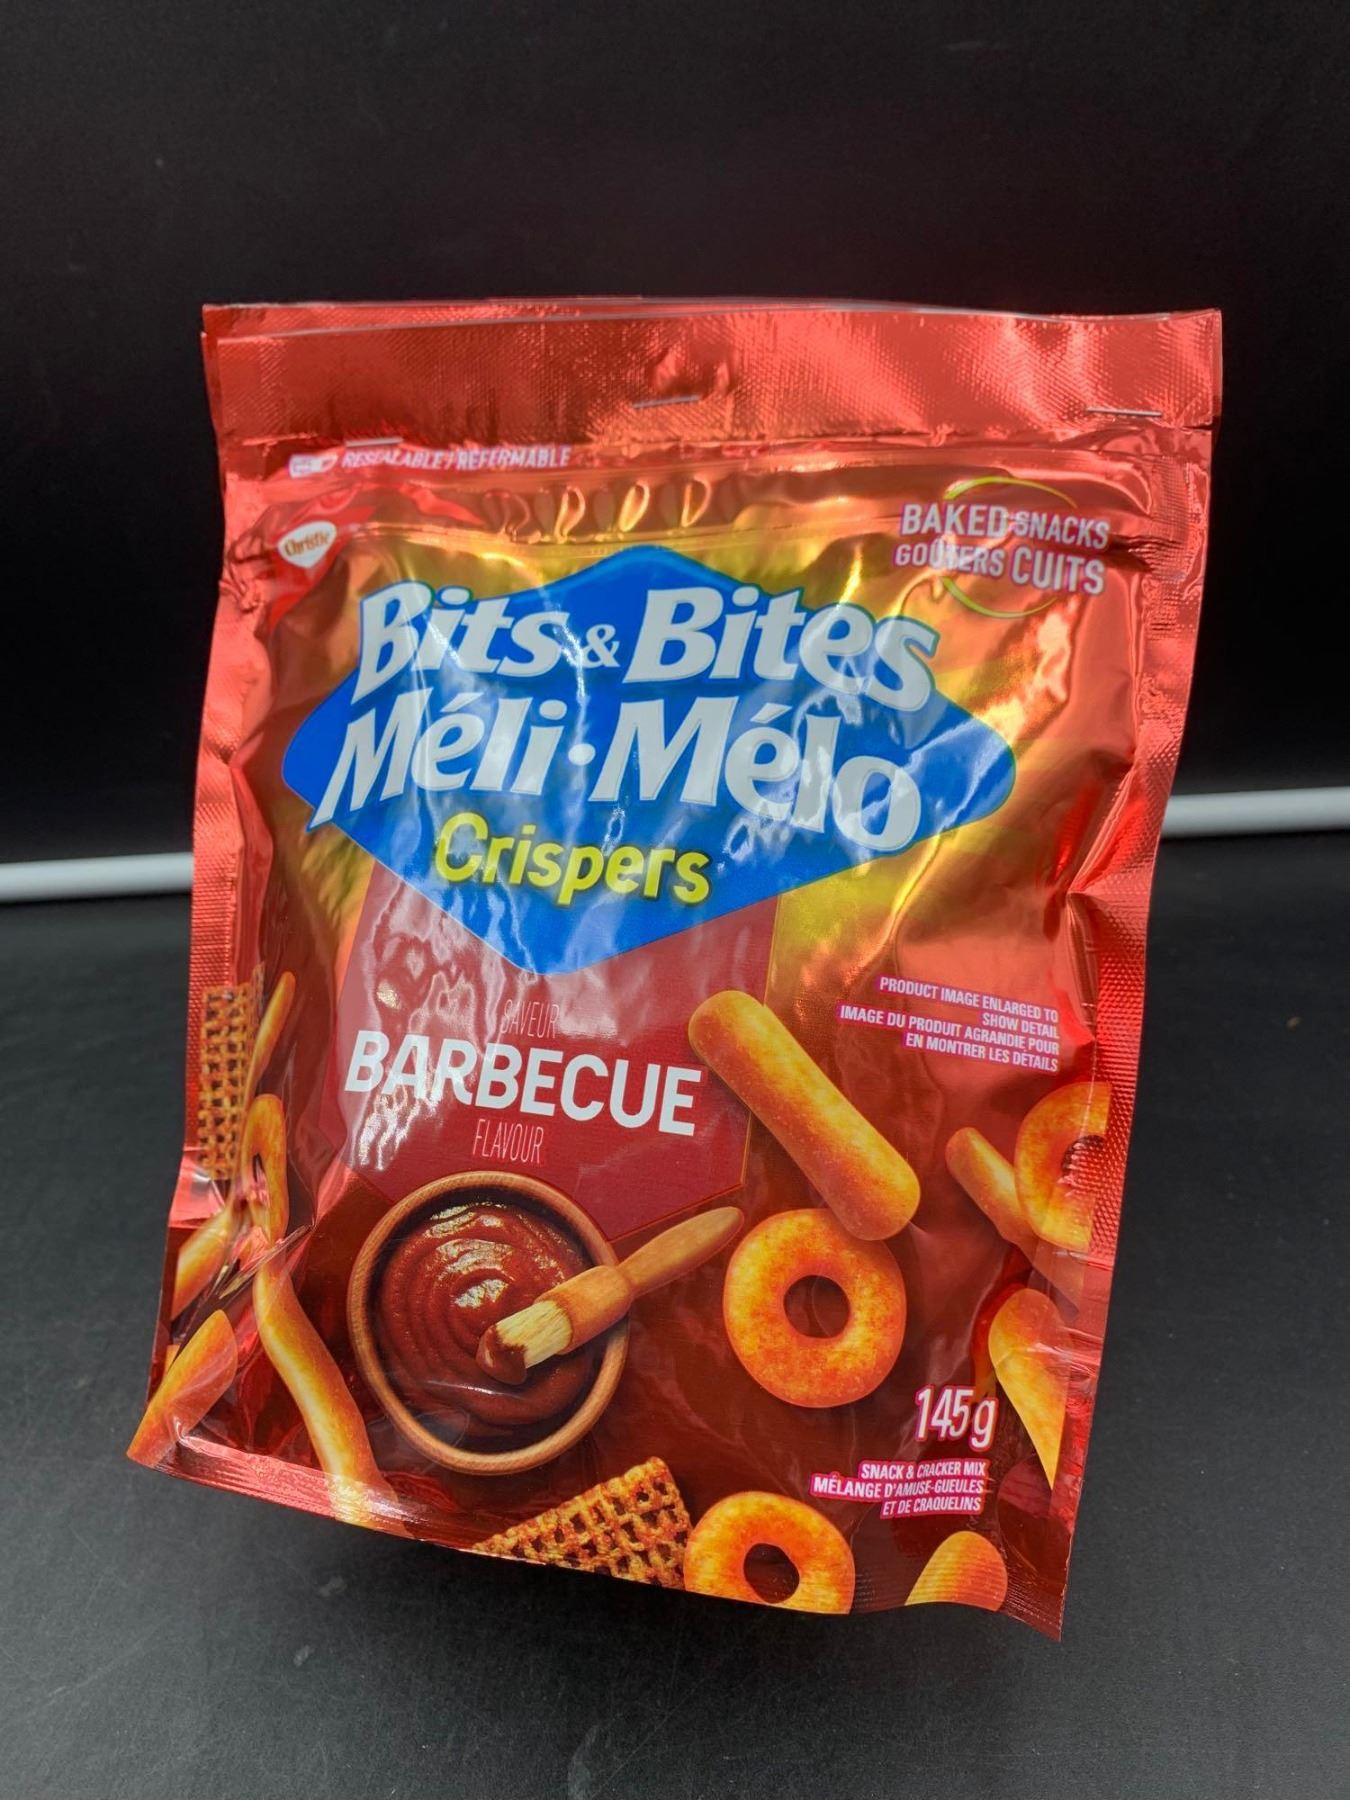 RESEALABLE / REFERMABLE
Christie
BAKED SNACKS
GOÛTERS CUITS
Bits & Bites
Méli·Mélo
Crispers
SAVEUR
BARBECUE
FLAVOUR
PRODUCT IMAGE ENLARGED TO
SHOW DETAIL
IMAGE DU PRODUIT AGRANDIE POUR
EN MONTRER LES DÉTAILS
145 g
SNACK & CRACKER MIX
MÉLANGE D'AMUSE-GUEULES
ET DE CRAQUELINS